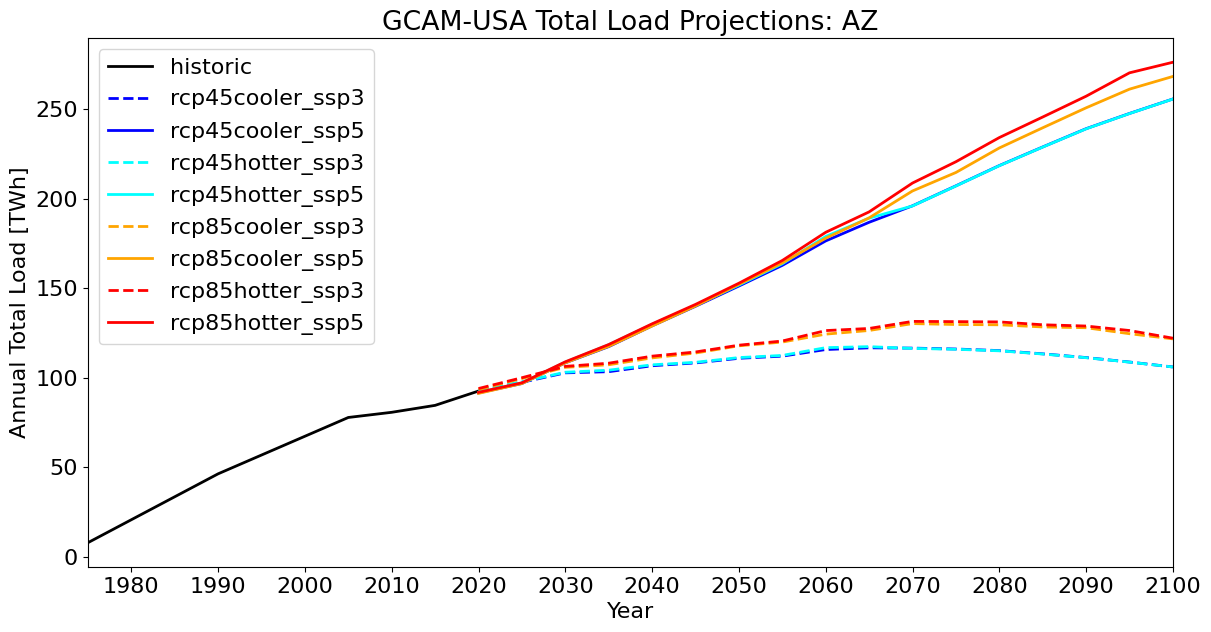 GCAM-USA Total Load Projections: AZ
historic
rcp45cooler_ssp3
rcp45cooler_ssp5
rcp45hotter_ssp3
rcp45hotter_ssp5
rcp85cooler_ssp3
rcp85cooler_ssp5
rcp85hotter_ssp3
rcp85hotter_ssp5
Annual Total Load [TWh]
250
200
150
100
50
0
1980 1990 2000 2010 2020 2030 2040 2050 2060 2070 2080 2090 2100
Year